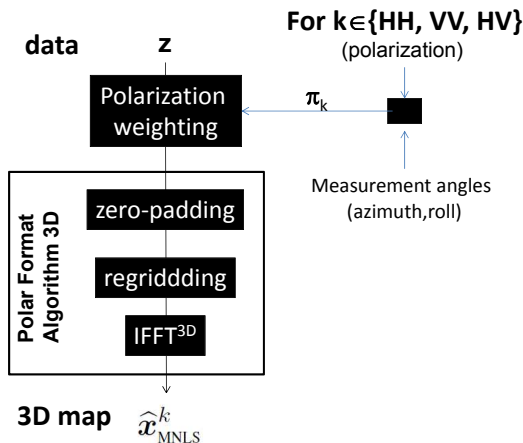 For k∈{HH, VV, HV}
(polarization)
data
z
Polarization
weighting
π_k
Measurement angles
(azimuth,roll)
Polar Format
Algorithm 3D
zero-padding
regriddding
IFFT^3D
3D map
x̂^k_MNLS